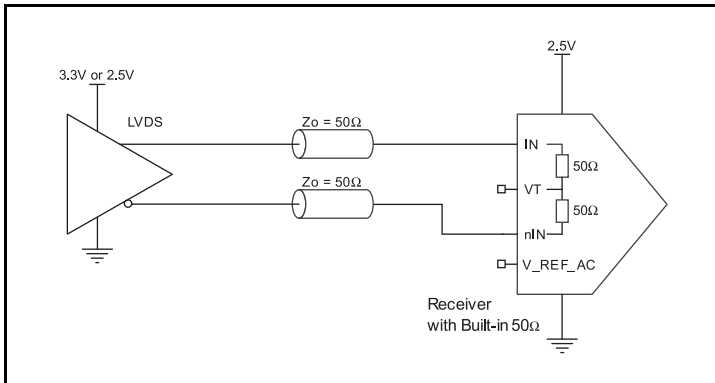 2.5V
3.3V or 2.5V
LVDS
Zo = 50Ω
IN
50Ω
Zo = 50Ω
VT
50Ω
nIN
V_REF_AC
Receiver
with Built-in 50Ω